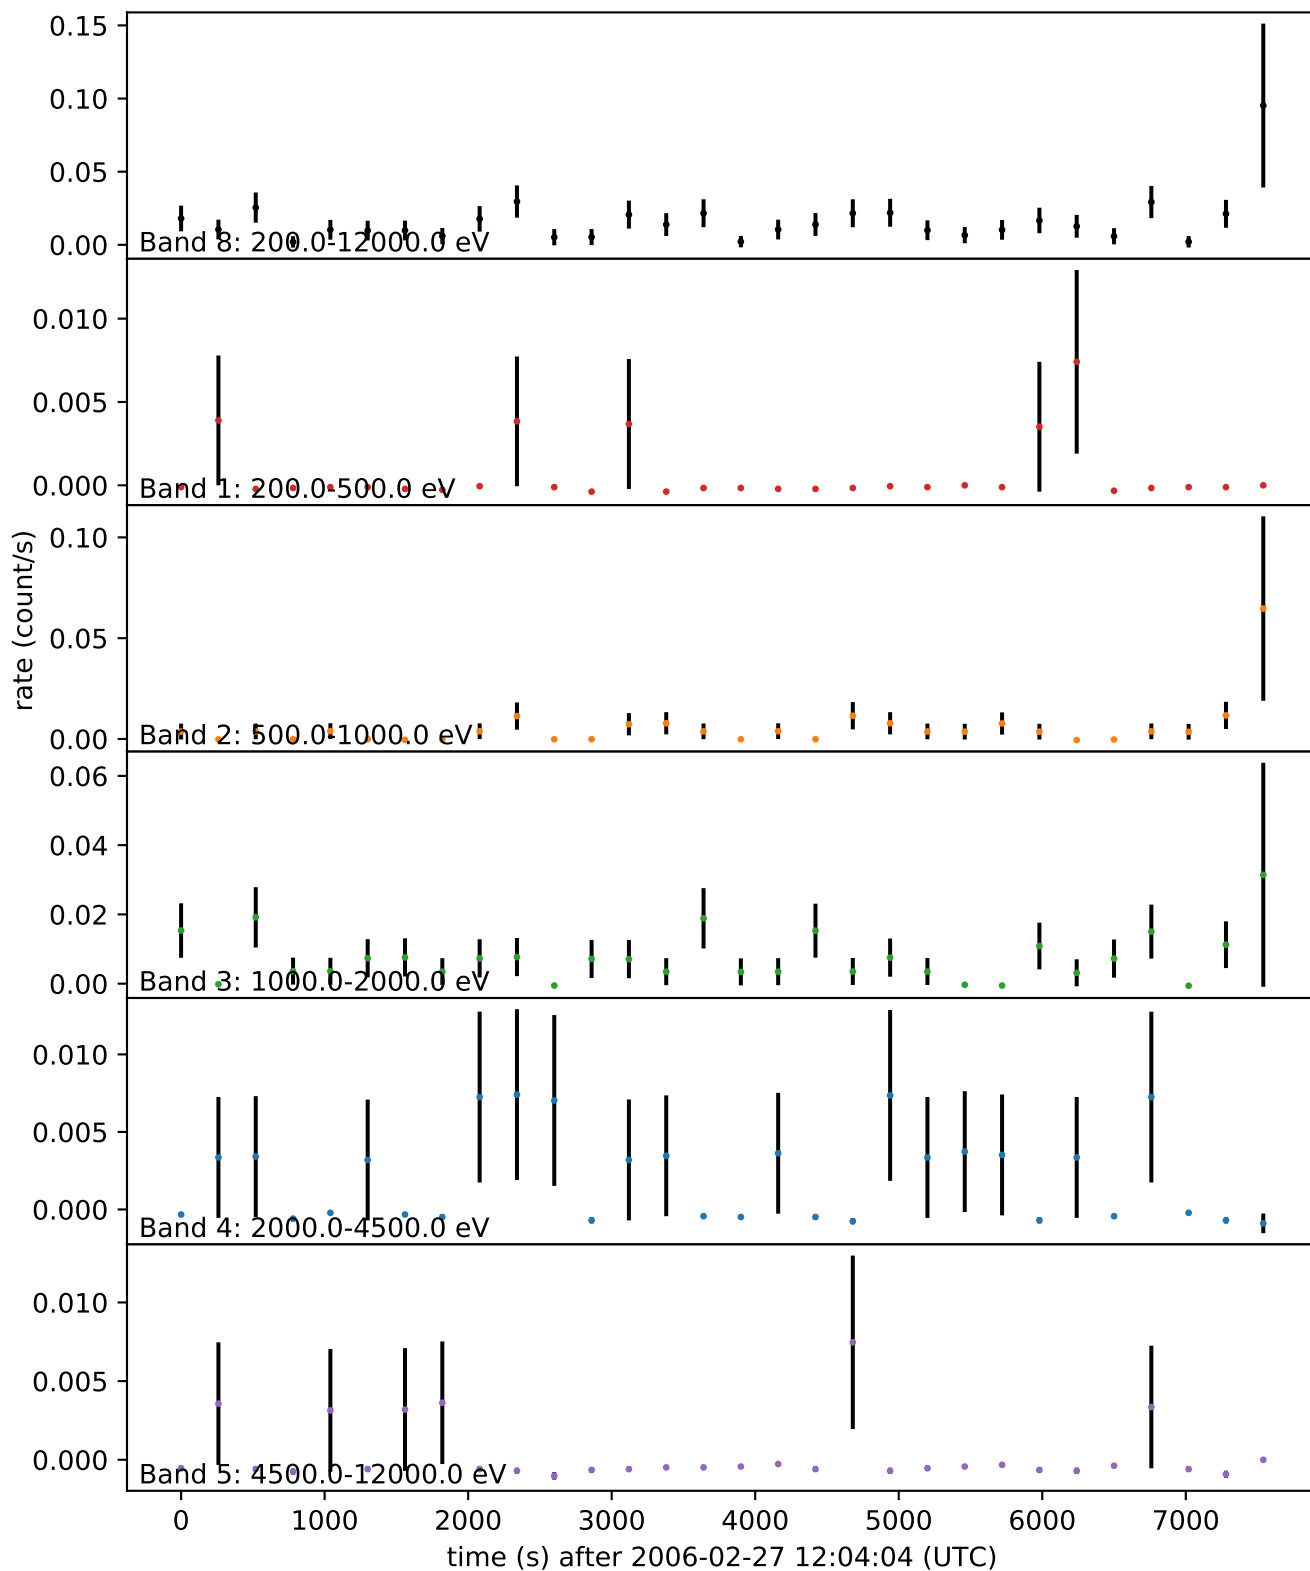 0.15
0.10
0.05
0.00
Band 8: 200.0-12000.0 eV
0.010
0.005
0.000
Band 1: 200.0-500.0 eV
rate (count/s)
0.10
0.05
0.00
Band 2: 500.0-1000.0 eV
0.06
0.04
0.02
0.00
Band 3: 1000.0-2000.0 eV
0.010
0.005
0.000
Band 4: 2000.0-4500.0 eV
0.010
0.005
0.000
Band 5: 4500.0-12000.0 eV
0 1000 2000 3000 4000 5000 6000 7000
time (s) after 2006-02-27 12:04:04 (UTC)